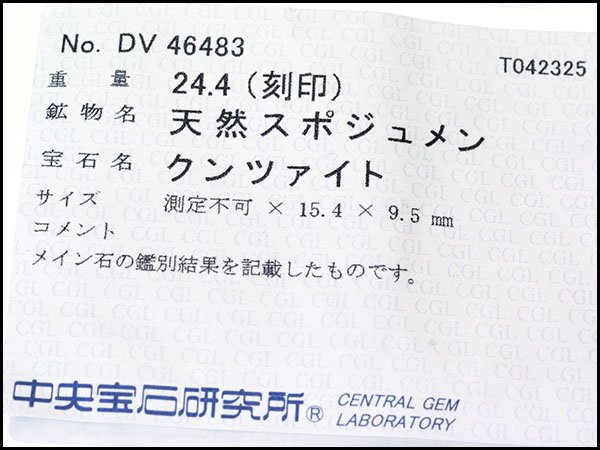 No. DV 46483
T042325
重量 24.4 (刻印)
鉱物名 天然スポジュメン
宝石名 クンツァイト
サイズ 測定不可 × 15.4 × 9.5 mm
コメント
メイン石の鑑別結果を記載したものです。
中央宝石研究所® CENTRAL GEM
LABORATORY